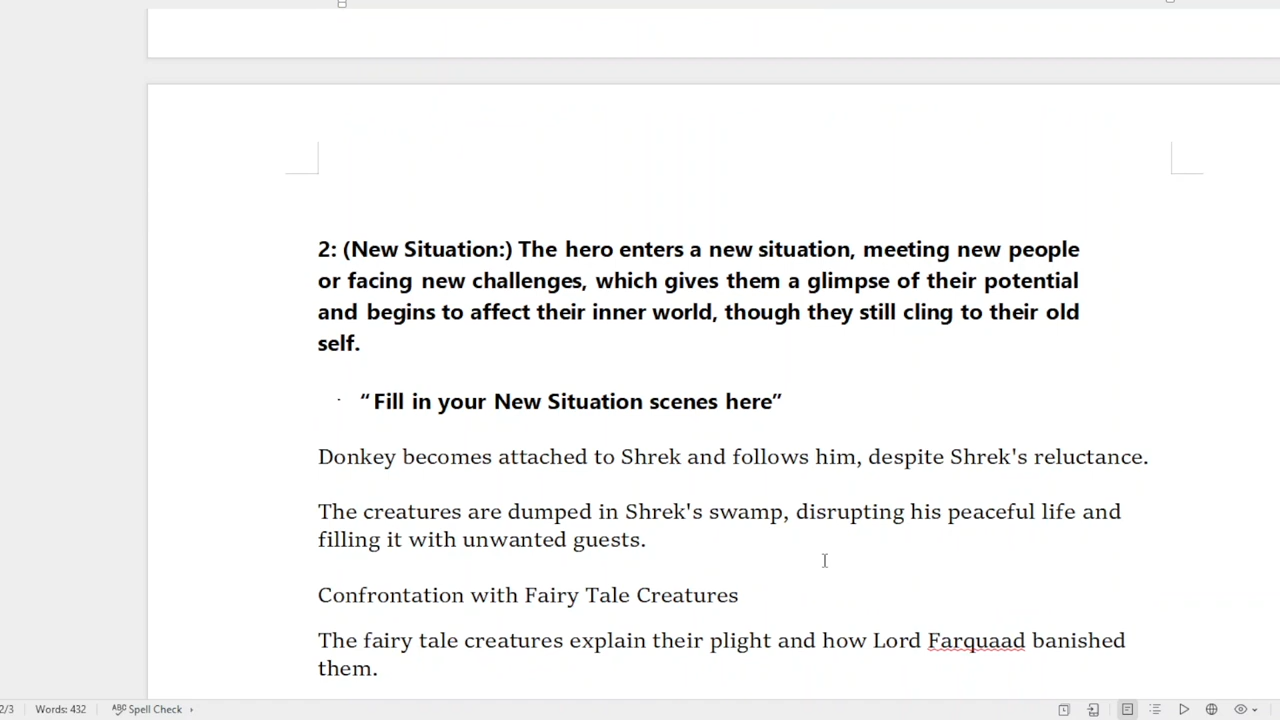 2: (New Situation:) The hero enters a new situation, meeting new people
or facing new challenges, which gives them a glimpse of their potential
and begins to affect their inner world, though they still cling to their old
self.
· “Fill in your New Situation scenes here”
Donkey becomes attached to Shrek and follows him, despite Shrek's reluctance.
The creatures are dumped in Shrek's swamp, disrupting his peaceful life and
filling it with unwanted guests.
Confrontation with Fairy Tale Creatures
The fairy tale creatures explain their plight and how Lord Farquaad banished
them.
2/3 Words: 432 ABC Spell Check